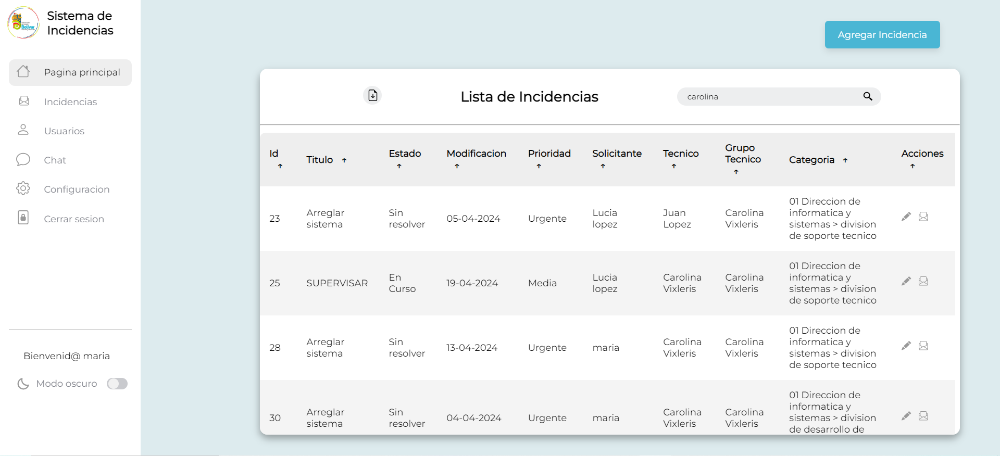 Bolívar
Sistema de
Incidencias
Pagina principal
Incidencias
Usuarios
Chat
Configuracion
Cerrar sesion
Bienvenid@ maria
Modo oscuro
Agregar Incidencia
Lista de Incidencias
carolina
Id ↑
Titulo ↑
Estado ↑
Modificacion ↑
Prioridad ↑
Solicitante ↑
Tecnico ↑
Grupo
Tecnico ↑
Categoria ↑
Acciones ↑
23
Arreglar
sistema
Sin
resolver
05-04-2024
Urgente
Lucia
lopez
Juan
Lopez
Carolina
Vixleris
01 Direccion de
informatica y
sistemas > division
de soporte tecnico
25
SUPERVISAR
En
Curso
19-04-2024
Media
Lucia
lopez
Carolina
Vixleris
Carolina
Vixleris
01 Direccion de
informatica y
sistemas > division
de soporte tecnico
28
Arreglar
sistema
Sin
resolver
13-04-2024
Urgente
maria
Carolina
Vixleris
Carolina
Vixleris
01 Direccion de
informatica y
sistemas > division
de soporte tecnico
30
Arreglar
sistema
Sin
resolver
04-04-2024
Urgente
maria
Carolina
Vixleris
Carolina
Vixleris
01 Direccion de
informatica y
sistemas > division
de desarrollo de